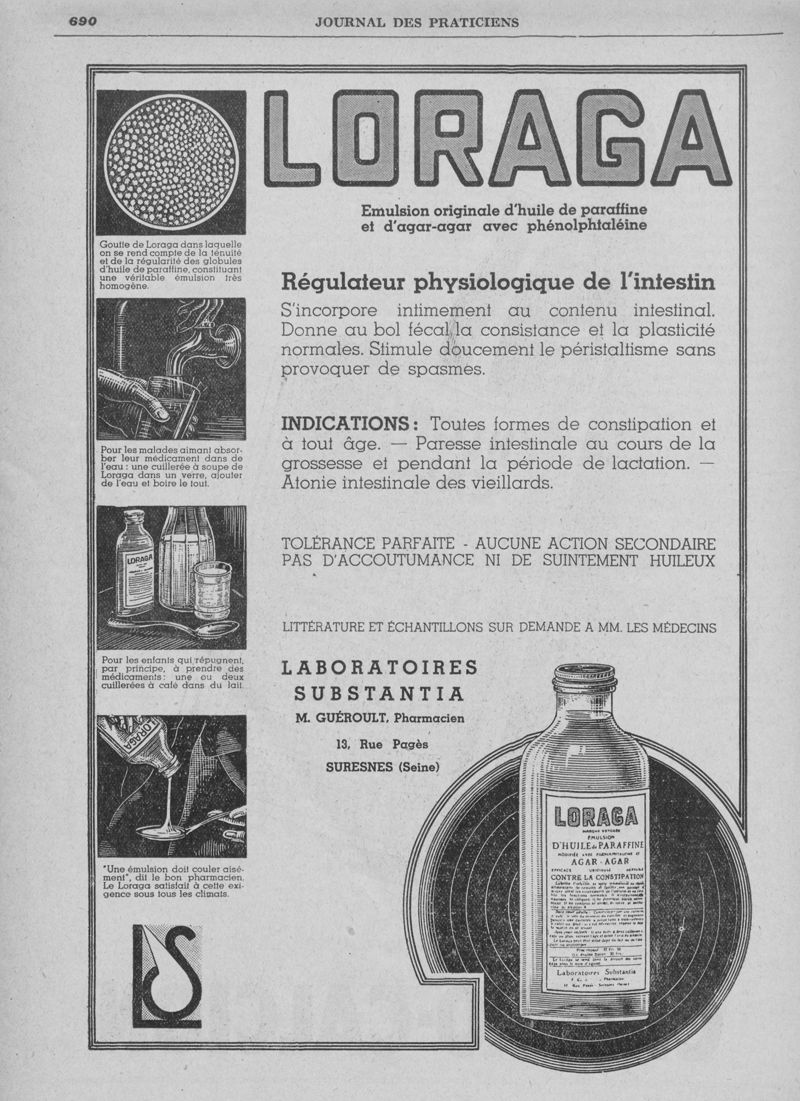 690
JOURNAL DES PRATICIENS
LORAGA
Emulsion originale d'huile de paraffine
et d'agar-agar avec phénolphtaléine
Goutte de Loraga dans laquelle
on se rend compte de la ténuité
et de la régularité des globules
d'huile de paraffine, constituant
une véritable émulsion très
homogène.
Régulateur physiologique de l'intestin
S'incorpore intimement au contenu intestinal.
Donne au bol fécal la consistance et la plasticité
normales. Stimule doucement le péristaltisme sans
provoquer de spasmes.
Pour les malades aimant absor-
ber leur médicament dans de
l'eau : une cuillerée à soupe de
Loraga dans un verre, ajouter
de l'eau et boire le tout.
INDICATIONS : Toutes formes de constipation et
à tout âge. — Paresse intestinale au cours de la
grossesse et pendant la période de lactation. —
Atonie intestinale des vieillards.
LORAGA
TOLÉRANCE PARFAITE - AUCUNE ACTION SECONDAIRE
PAS D'ACCOUTUMANCE NI DE SUINTEMENT HUILEUX
Pour les enfants qui répugnent,
par principe, à prendre des
médicaments : une ou deux
cuillerées à café dans du lait.
LITTÉRATURE ET ÉCHANTILLONS SUR DEMANDE A MM. LES MÉDECINS
LABORATOIRES
SUBSTANTIA
M. GUÉROULT, Pharmacien
13, Rue Pagès
SURESNES (Seine)
LORAGA
"Une émulsion doit couler aisé-
ment", dit le bon pharmacien.
Le Loraga satisfait à cette exi-
gence sous tous les climats.
LS
LORAGA
MARQUE DÉPOSÉE
EMULSION
D'HUILE de PARAFFINE
AGAR - AGAR
CONTRE LA CONSTIPATION
Laboratoires Substantia